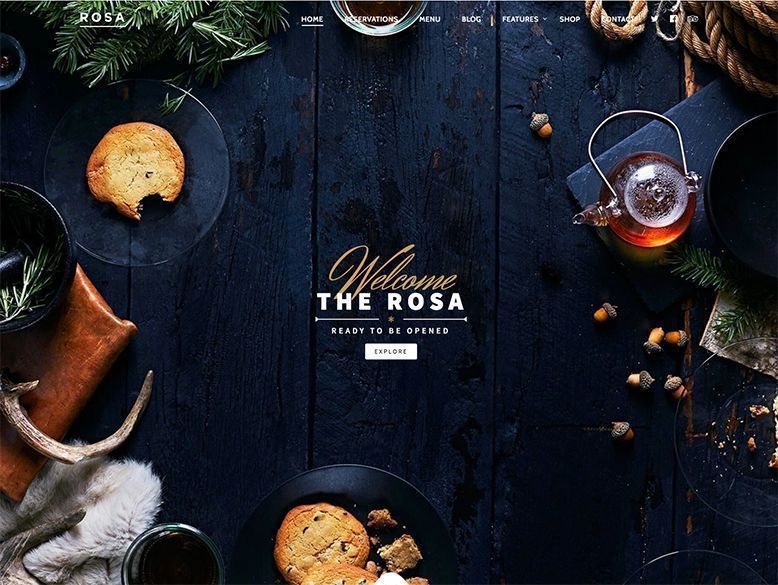 ROSA
HOME RESERVATIONS MENU BLOG FEATURES SHOP CONTACT
Welcome
THE ROSA
READY TO BE OPENED
EXPLORE